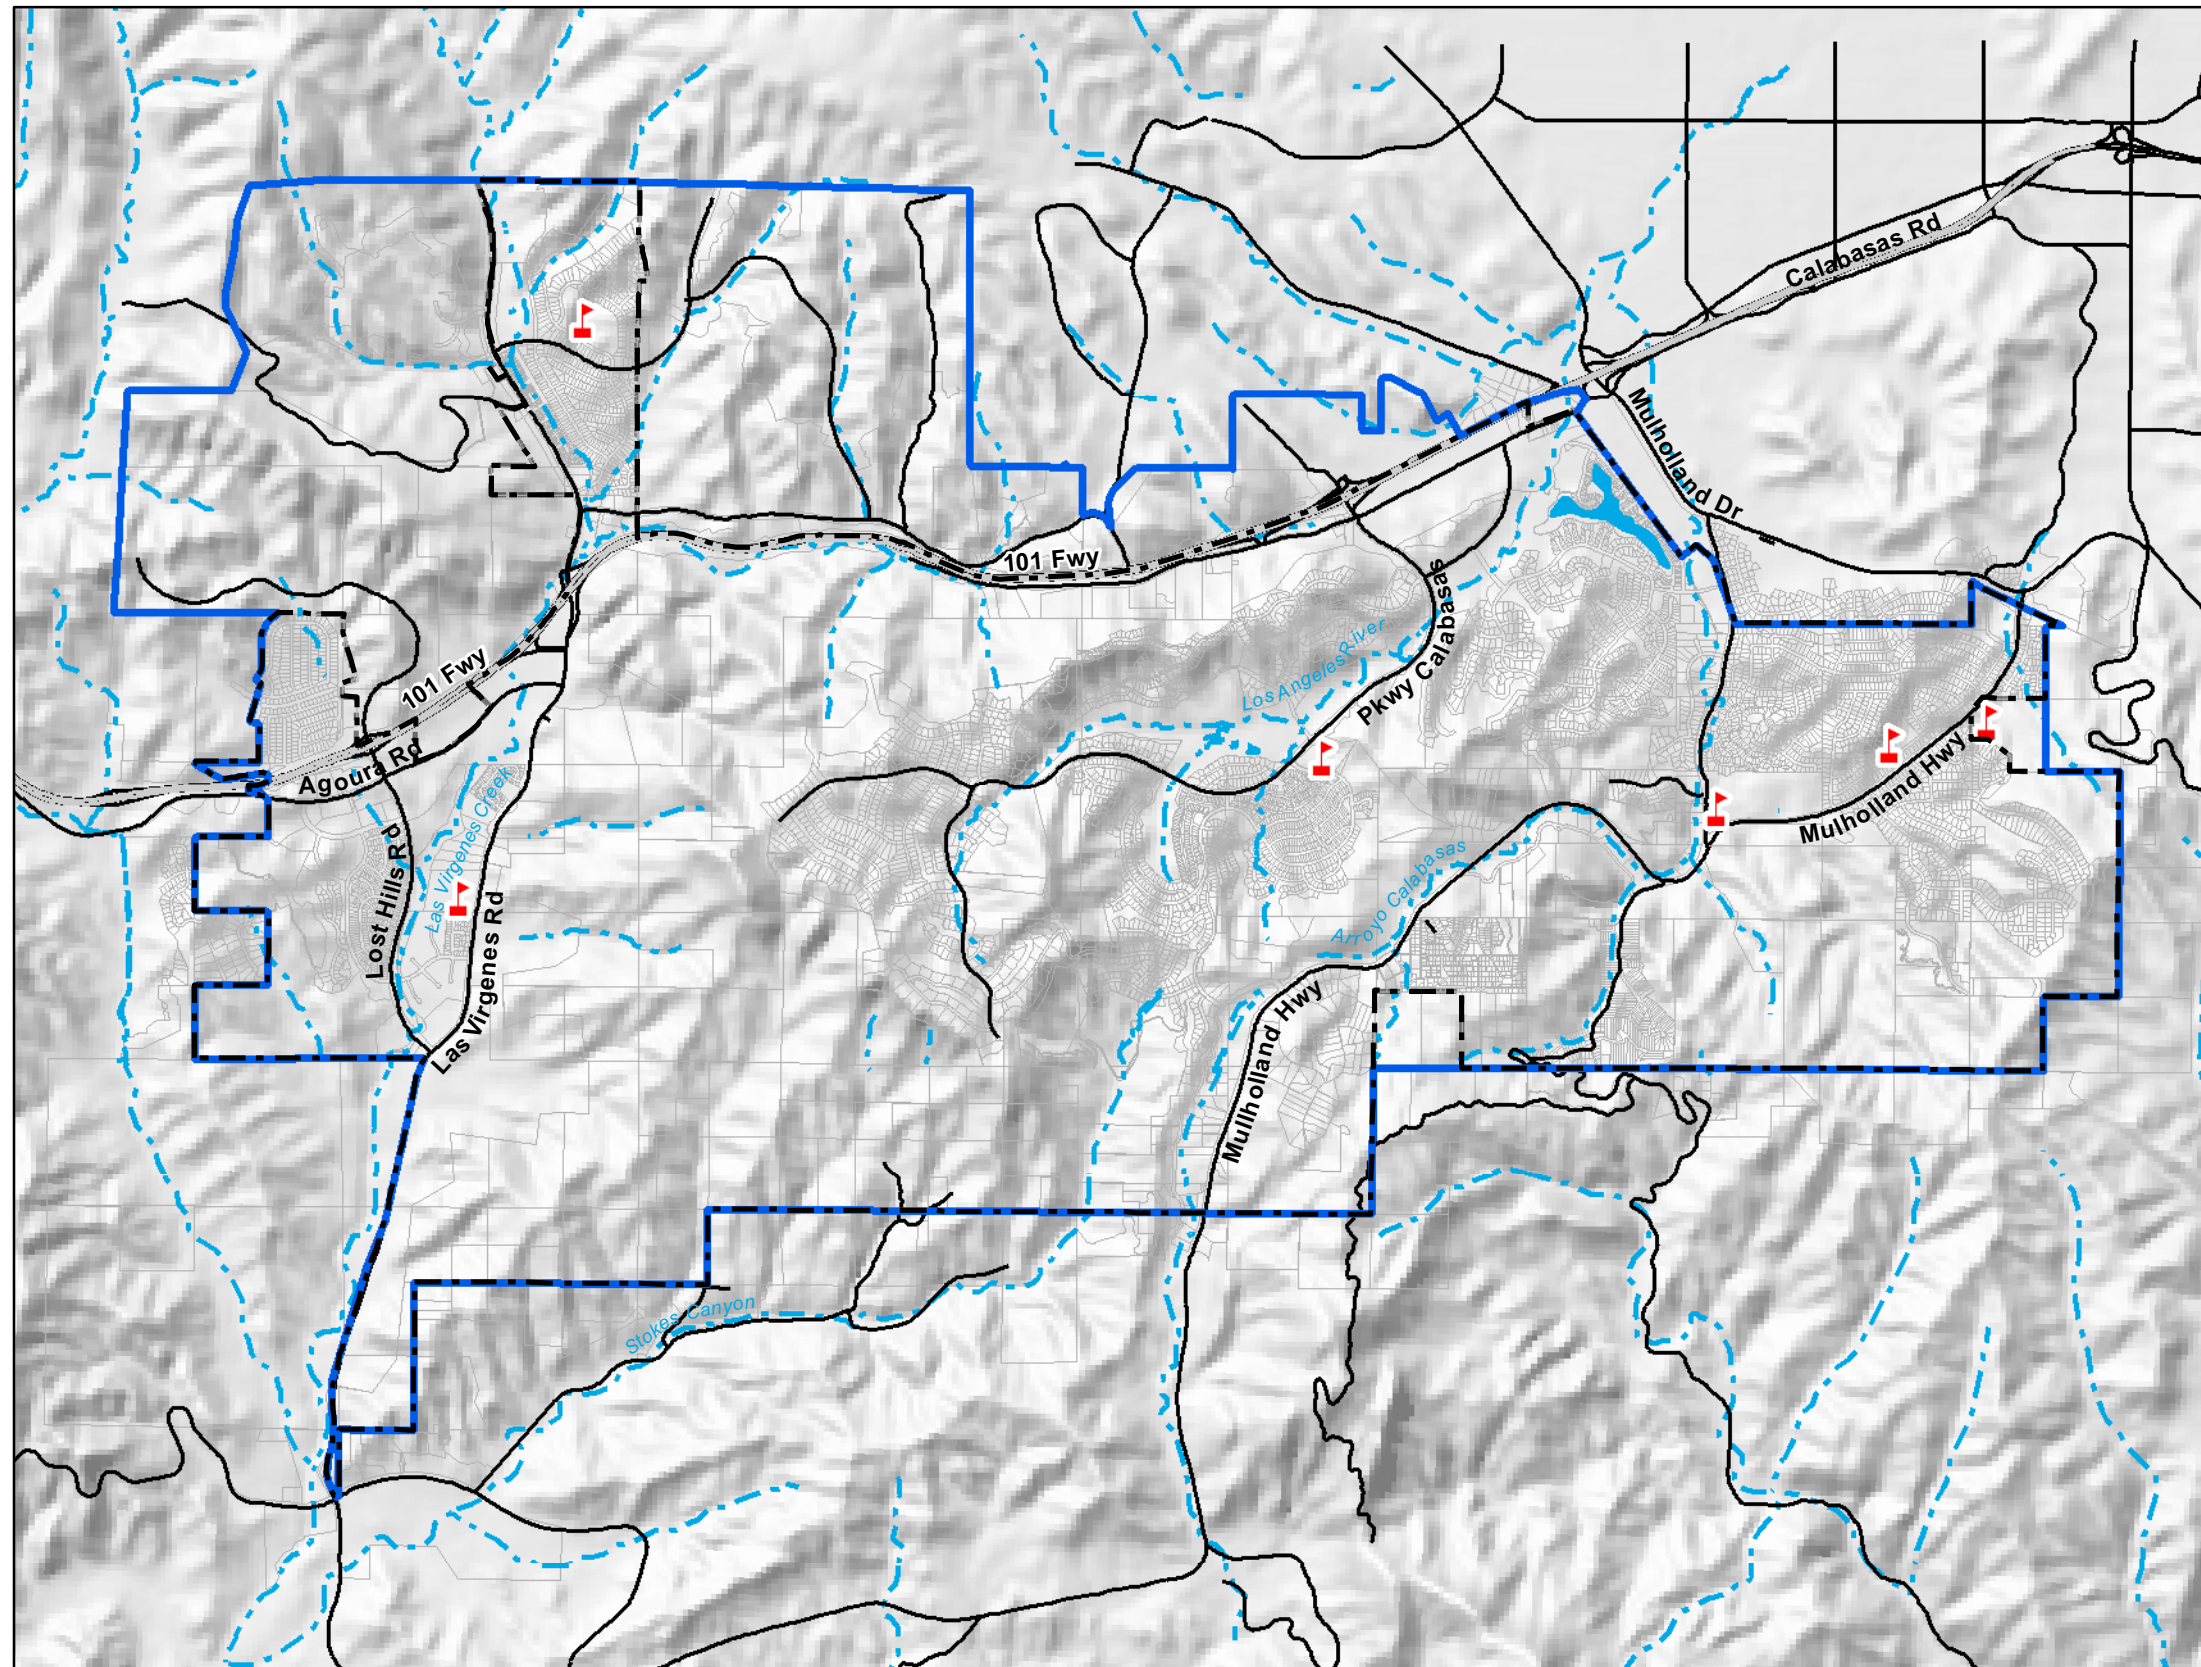 Calabasas Rd
Mulholland Dr
101 Fwy
Los Angeles River
Pkwy Calabasas
101 Fwy
Agoura Rd
Mulholland Hwy
Las Virgenes Creek
Lost Hills Rd
Arroyo Calabasas
Las Virgenes Rd
Mulholland Hwy
Stokes Canyon